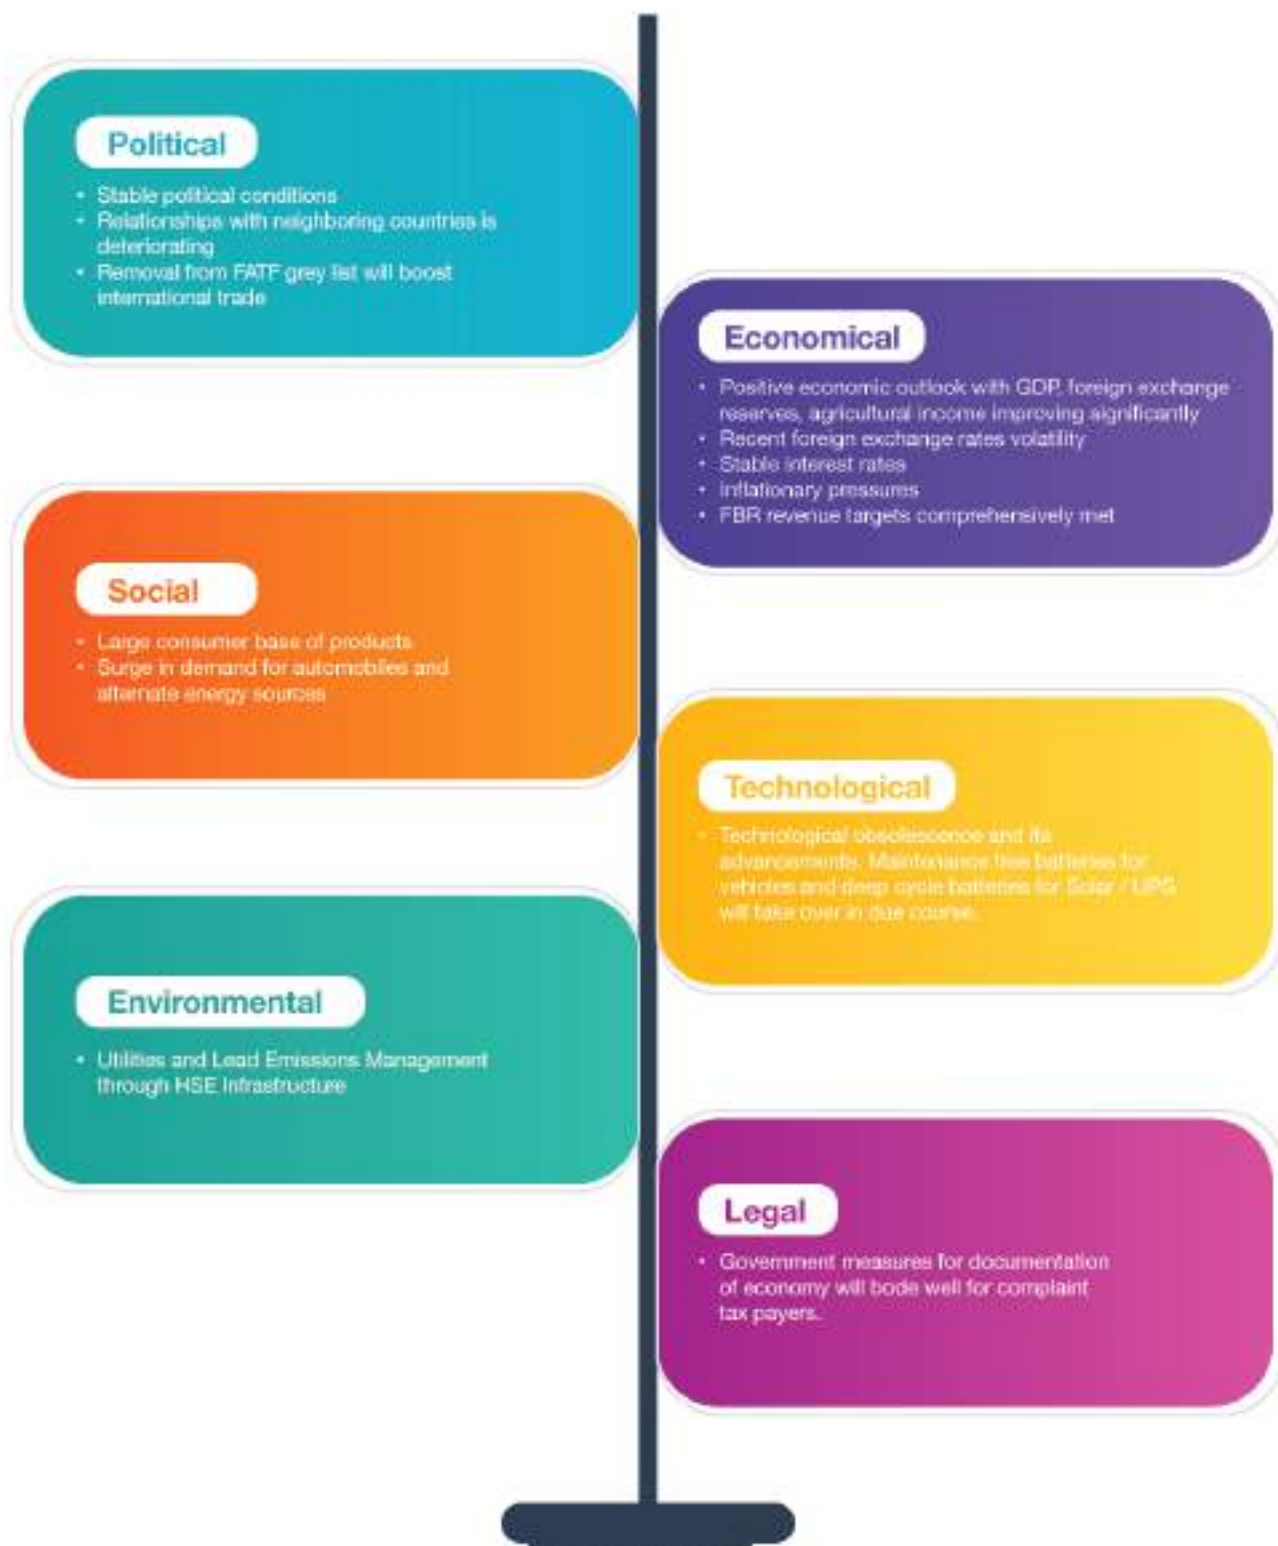 Political
• Stable political conditions
• Relationships with neighboring countries is
deteriorating
• Removal from FATF grey list will boost
international trade
Economical
• Positive economic outlook with GDP, foreign exchange
reserves, agricultural income improving significantly
• Recent foreign exchange rates volatility
• Stable interest rates
• Inflationary pressures
• FBR revenue targets comprehensively met
Social
• Large consumer base of products
• Surge in demand for automobiles and
alternate energy sources
Technological
• Technological obsolescence and its
advancements. Maintenance free batteries for
vehicles and deep cycle batteries for Solar / UPS
will take over in due course.
Environmental
• Utilities and Lead Emissions Management
through HSE Infrastructure
Legal
• Government measures for documentation
of economy will bode well for complaint
tax payers.